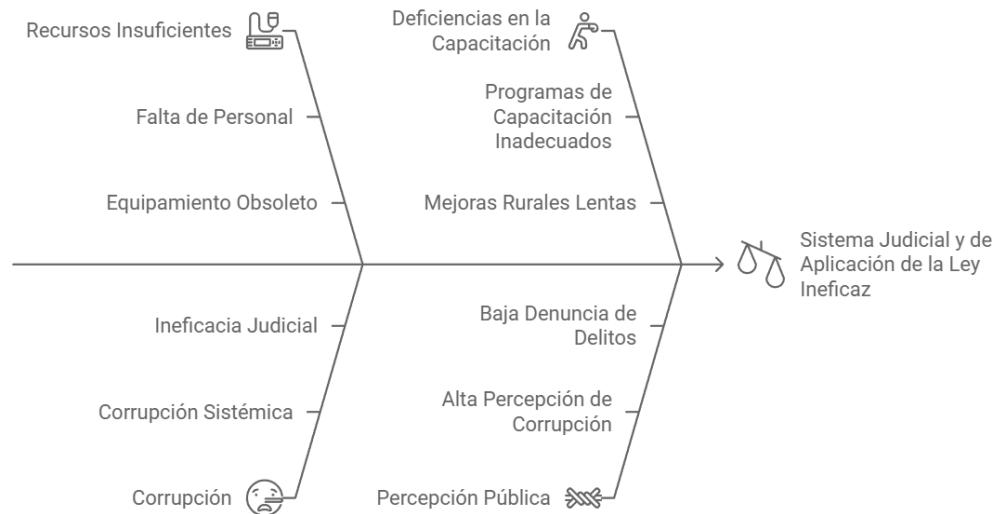 Recursos Insuficientes
Falta de Personal
Equipamiento Obsoleto
Deficiencias en la
Capacitación
Programas de
Capacitación
Inadecuados
Mejoras Rurales Lentas
Sistema Judicial y de
Aplicación de la Ley
Ineficaz
Ineficacia Judicial
Corrupción Sistémica
Corrupción
Baja Denuncia de
Delitos
Alta Percepción de
Corrupción
Percepción Pública